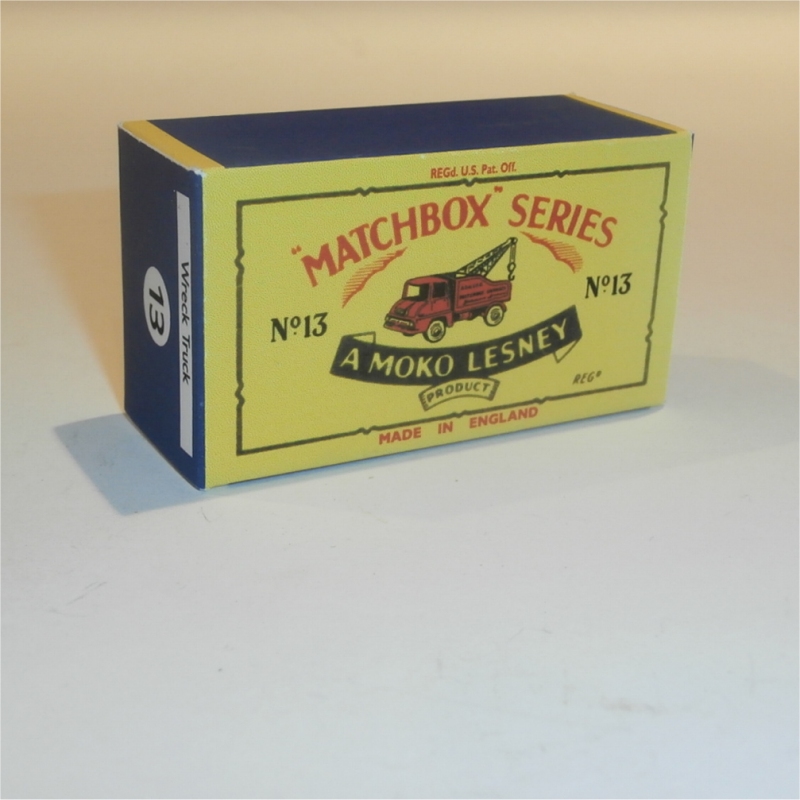 REGd. U.S. Pat. Off.
"MATCHBOX" SERIES
Nº13
Nº13
A MOKO LESNEY
PRODUCT
REGD
MADE IN ENGLAND
13
Wreck Truck